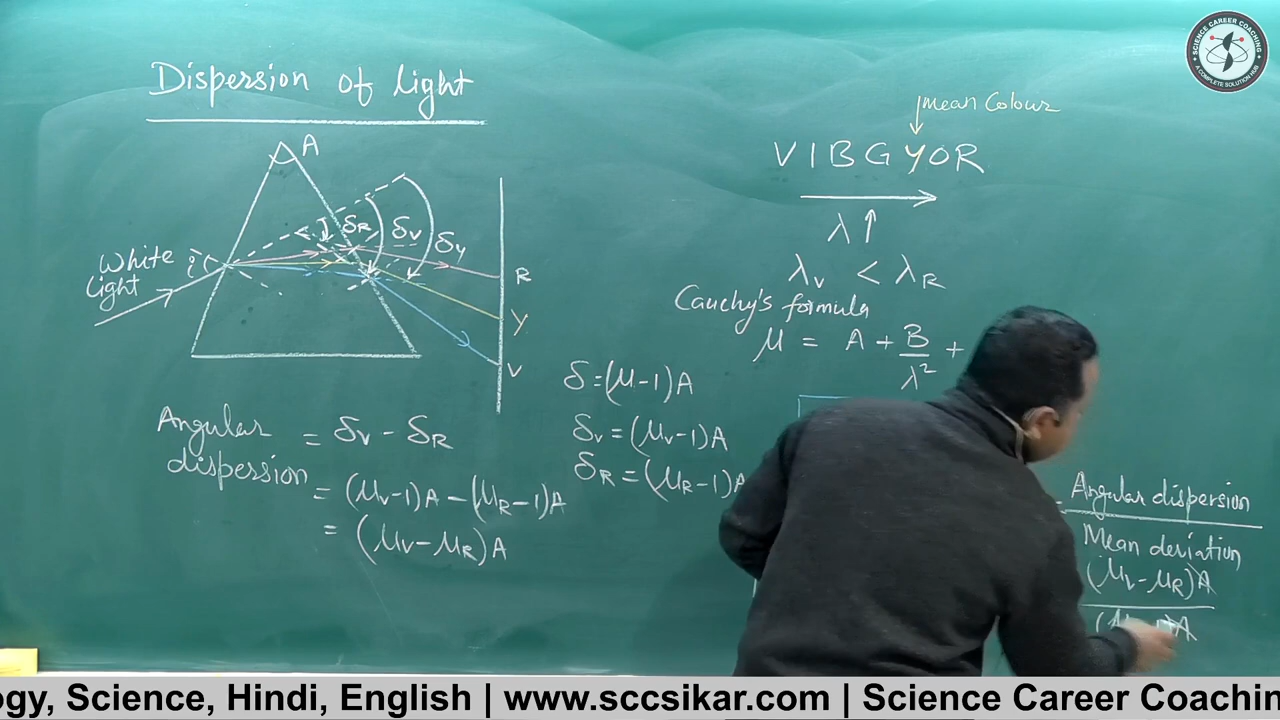 Dispersion of light
A
White
light
i
δR
δv
δy
R
Y
V
Angular
dispersion
= δv - δR
= (μv-1)A - (μR-1)A
= (μv-μR)A
δ=(μ-1)A
δv = (μv-1)A
δR = (μR-1)A
mean Colour
VIBGYOR
λ↑
λv < λR
Cauchy's formula
μ = A + B/λ² +
= Angular dispersion
Mean deviation
(μv-μR)A
SCIENCE CAREER COACHING
A COMPLETE SOLUTION HUB
ogy, Science, Hindi, English | www.sccsikar.com | Science Career Coachin